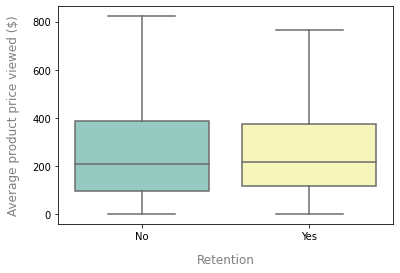 Average product price viewed ($)
800
600
400
200
0
No
Yes
Retention